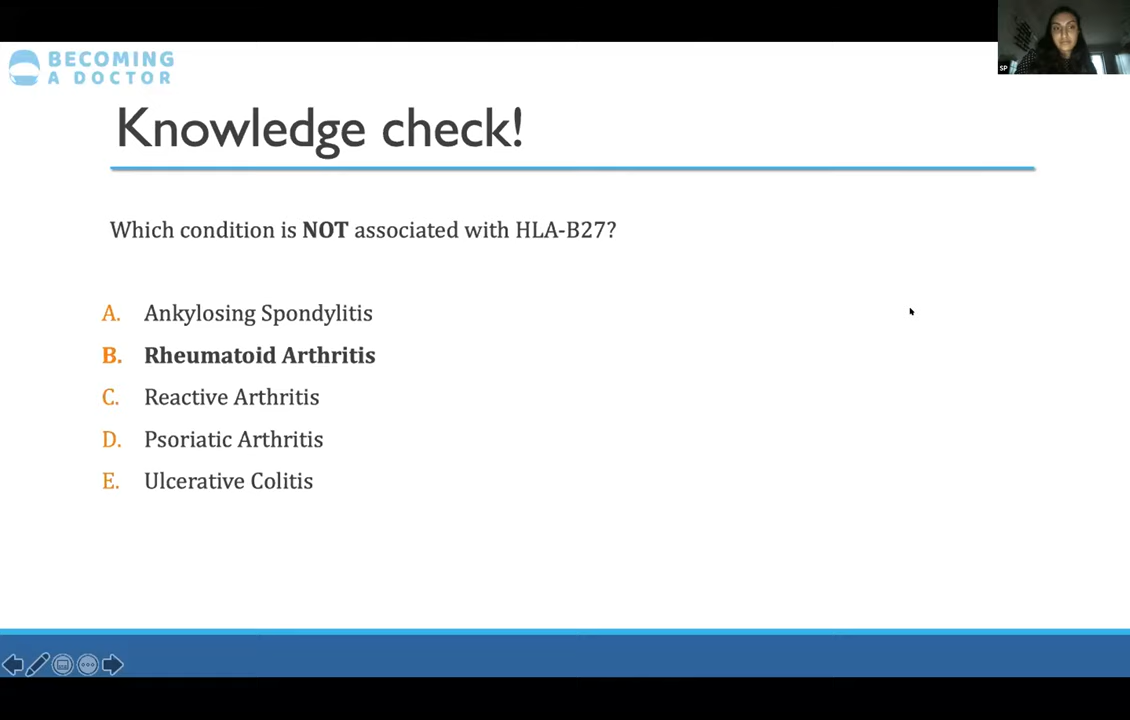 BECOMING
A DOCTOR
SP
Knowledge check!
Which condition is NOT associated with HLA-B27?
A. Ankylosing Spondylitis
B. Rheumatoid Arthritis
C. Reactive Arthritis
D. Psoriatic Arthritis
E. Ulcerative Colitis